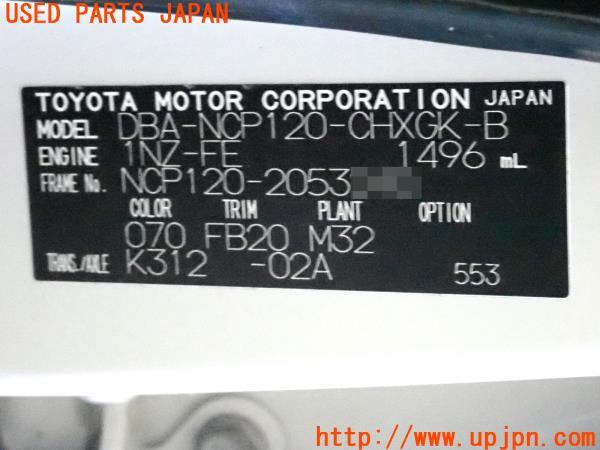 USED PARTS JAPAN
TOYOTA MOTOR CORPORATION JAPAN
MODEL DBA-NCP120-CHXGK-B
ENGINE 1NZ-FE 1496 mL
FRAME No. NCP120-2053
COLOR TRIM PLANT OPTION
070 FB20 M32
TRANS./AXLE K312 -02A 553
http://www.upjpn.com/